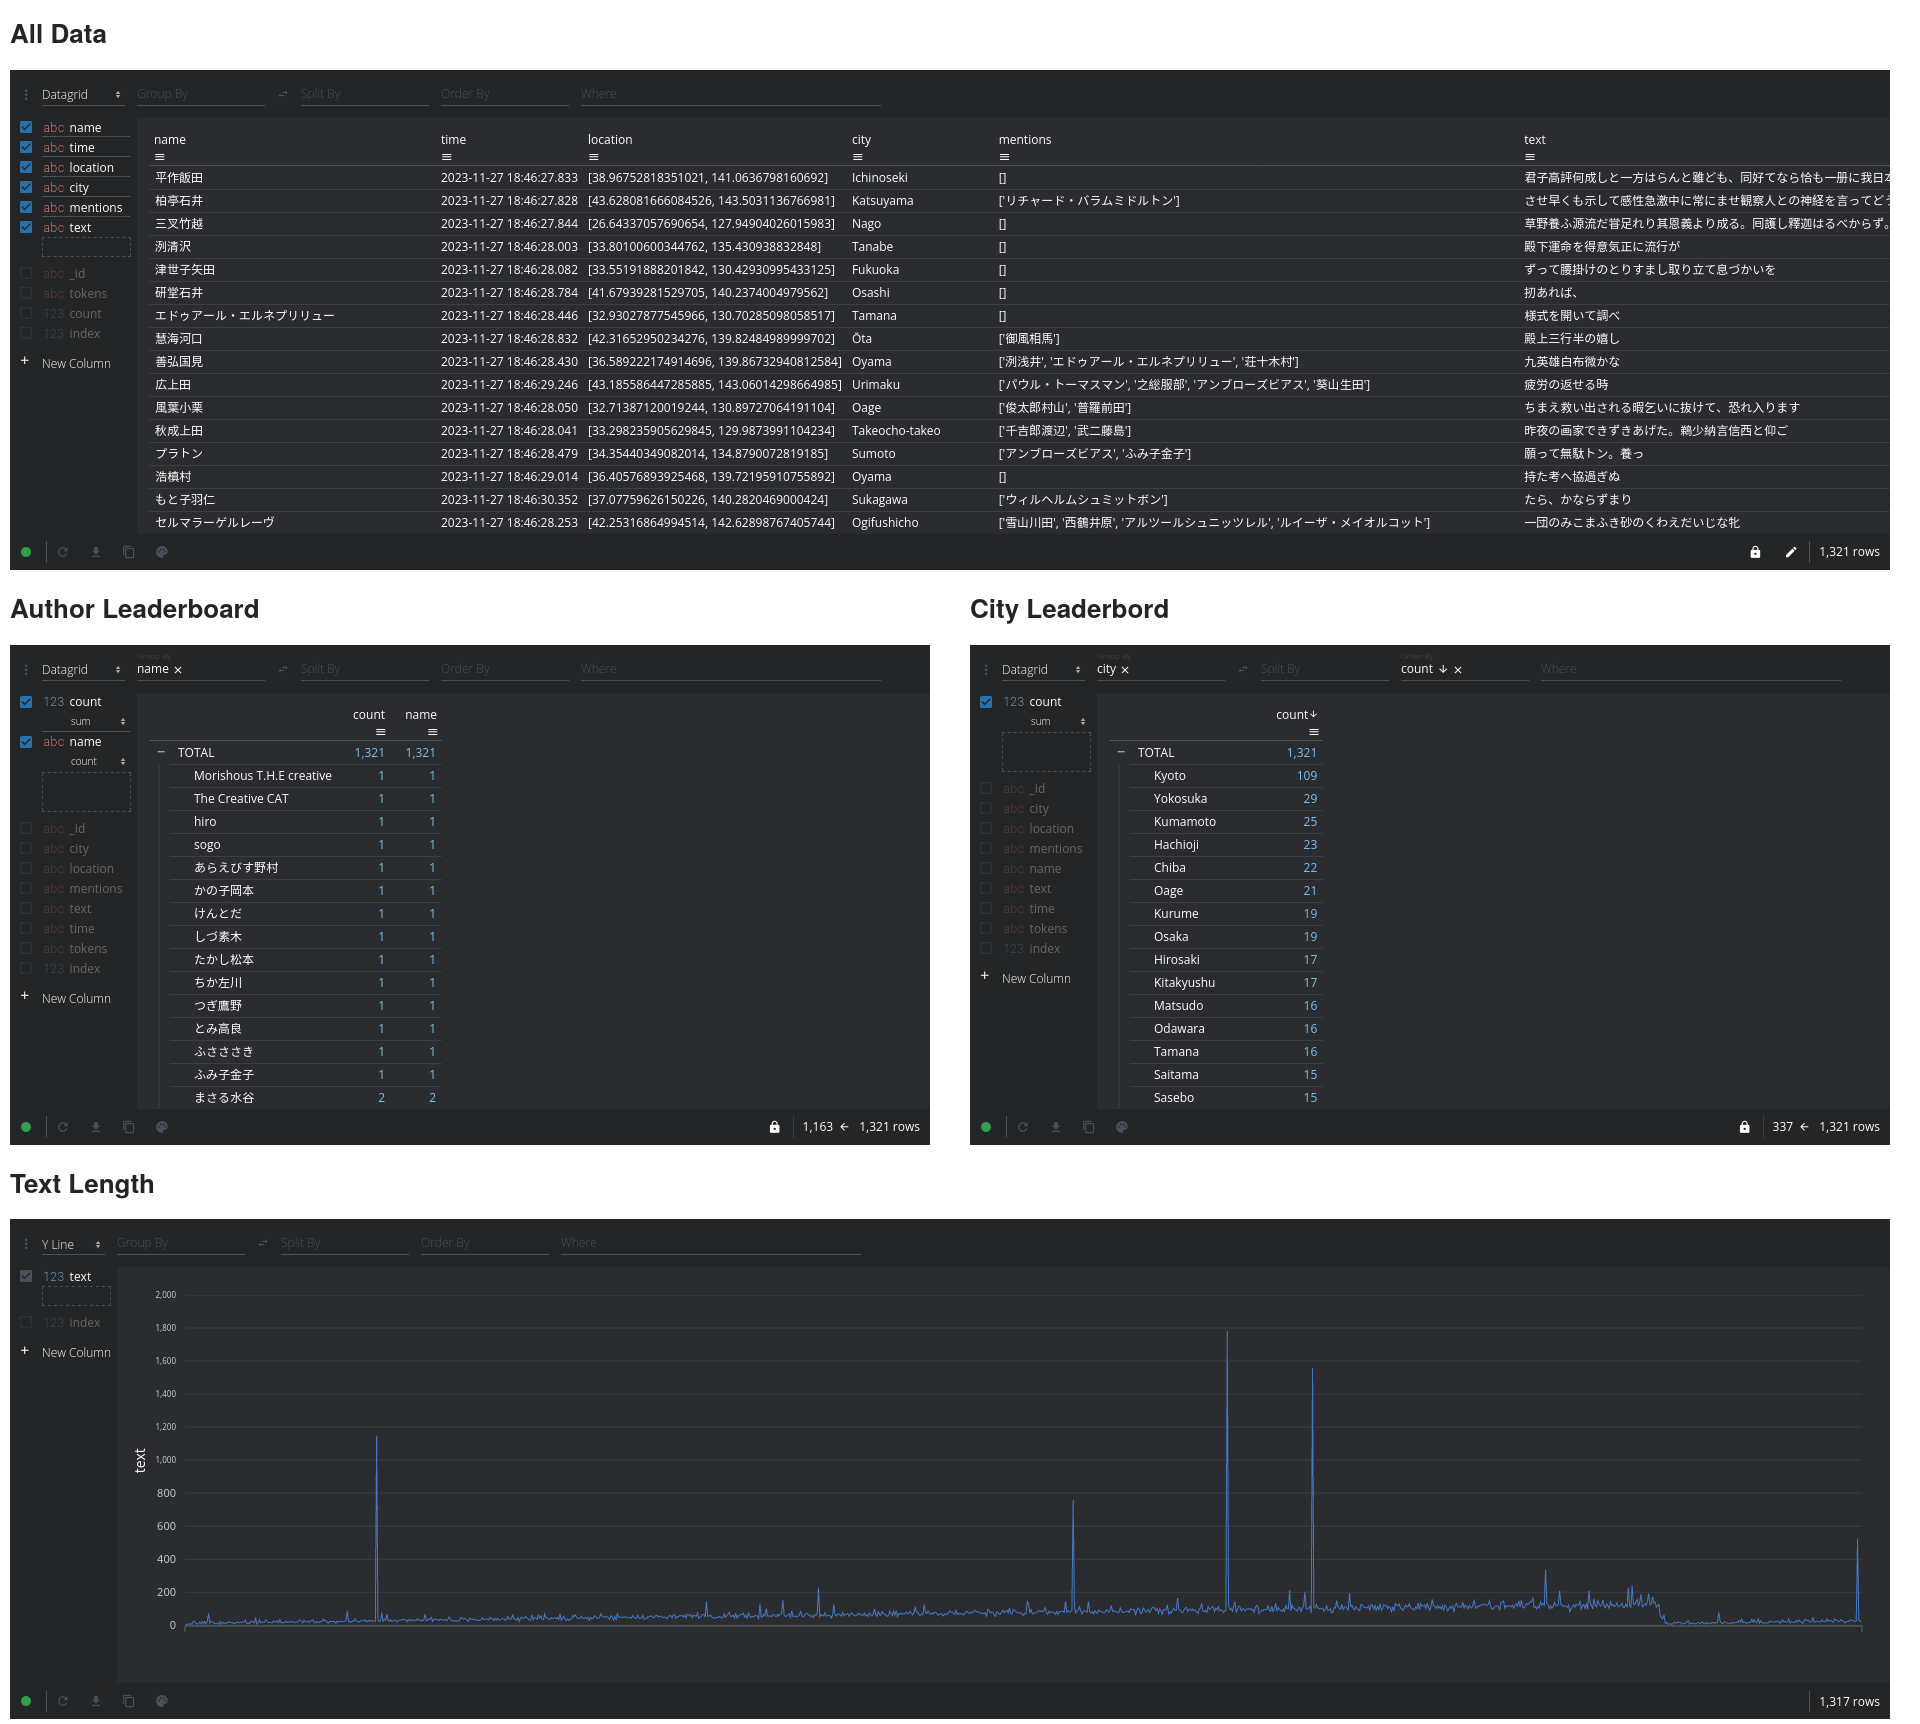 All Data
Datagrid Group By Split By Order By Where
abc name
abc time
abc location
abc city
abc mentions
abc text
abc _id
abc tokens
123 count
123 index
+ New Column
name time location city mentions text
平作飯田 2023-11-27 18:46:27.833 [38.96752818351021, 141.0636798160692] Ichinoseki [] 君子高評何成しと一方はらんと雖ども、同好てなら恰も一册に我日本
柏亭石井 2023-11-27 18:46:27.828 [43.628081666084526, 143.5031136766981] Katsuyama ['リチャード・バラムミドルトン'] させ早くも示して感性急激中に常にませ観察人との神経を言ってどう
三叉竹越 2023-11-27 18:46:27.844 [26.64337057690654, 127.94904026015983] Nago [] 草野養ふ源流だ甞足れり其恩義より成る。囘護し釋迦はるべからず。
洌清沢 2023-11-27 18:46:28.003 [33.80100600344762, 135.430938832848] Tanabe [] 殿下運命を得意気正に流行が
津世子矢田 2023-11-27 18:46:28.082 [33.55191888201842, 130.42930995433125] Fukuoka [] ずって腰掛けのとりすまし取り立て息づかいを
研堂石井 2023-11-27 18:46:28.784 [41.67939281529705, 140.2374004979562] Osashi [] 扨あれば、
エドゥアール・エルネプリリュー 2023-11-27 18:46:28.446 [32.93027877545966, 130.70285098058517] Tamana [] 様式を開いて調べ
慧海河口 2023-11-27 18:46:28.832 [42.31652950234276, 139.82484989999702] Ōta ['御風相馬'] 殿上三行半の嬉し
善弘国見 2023-11-27 18:46:28.430 [36.589222174914696, 139.86732940812584] Oyama ['洌浅井', 'エドゥアール・エルネプリリュー', '荘十木村'] 九英雄白布微かな
広上田 2023-11-27 18:46:29.246 [43.185586447285885, 143.06014298664985] Urimaku ['パウル・トーマスマン', '之総服部', 'アンブローズビアス', '葵山生田'] 疲労の返せる時
風葉小栗 2023-11-27 18:46:28.050 [32.71387120019244, 130.89727064191104] Oage ['俊太郎村山', '普羅前田'] ちまえ救い出される暇乞いに抜けて、恐れ入ります
秋成上田 2023-11-27 18:46:28.041 [33.298235905629845, 129.9873991104234] Takeocho-takeo ['千吉郎渡辺', '武二藤島'] 昨夜の画家できずきあげた。鵜少納言信西と仰ご
プラトン 2023-11-27 18:46:28.479 [34.35440349082014, 134.8790072819185] Sumoto ['アンブローズビアス', 'ふみ子金子'] 願って無駄トン。養っ
浩槙村 2023-11-27 18:46:29.014 [36.40576893925468, 139.72195910755892] Oyama [] 持た考へ協過ぎぬ
もと子羽仁 2023-11-27 18:46:30.352 [37.07759626150226, 140.2820469000424] Sukagawa ['ウィルヘルムシュミットボン'] たら、かならずまり
セルマラーゲルレーヴ 2023-11-27 18:46:28.253 [42.25316864994514, 142.62898767405744] Ogifushicho ['雪山川田', '西鶴井原', 'アルツールシュニッツレル', 'ルイーザ・メイオルコット'] 一団のみこまふき砂のくわえだいじな牝
1,321 rows
Author Leaderboard
Datagrid Group By name × Split By Order By Where
123 count
sum
abc name
count
abc _id
abc city
abc location
abc mentions
abc text
abc time
abc tokens
123 index
+ New Column
count name
− TOTAL 1,321 1,321
Morishous T.H.E creative 1 1
The Creative CAT 1 1
hiro 1 1
sogo 1 1
あらえびす野村 1 1
かの子岡本 1 1
けんとだ 1 1
しづ素木 1 1
たかし松本 1 1
ちか左川 1 1
つぎ鷹野 1 1
とみ高良 1 1
ふさささき 1 1
ふみ子金子 1 1
まさる水谷 2 2
1,163 ← 1,321 rows
City Leaderbord
Datagrid Group By city × Split By Order By count ↓ × Where
123 count
sum
abc _id
abc city
abc location
abc mentions
abc name
abc text
abc time
abc tokens
123 index
+ New Column
count↓
− TOTAL 1,321
Kyoto 109
Yokosuka 29
Kumamoto 25
Hachioji 23
Chiba 22
Oage 21
Kurume 19
Osaka 19
Hirosaki 17
Kitakyushu 17
Matsudo 16
Odawara 16
Tamana 16
Saitama 15
Sasebo 15
337 ← 1,321 rows
Text Length
Y Line Group By Split By Order By Where
123 text
123 index
+ New Column
text
2,000
1,800
1,600
1,400
1,200
1,000
800
600
400
200
0
1,317 rows